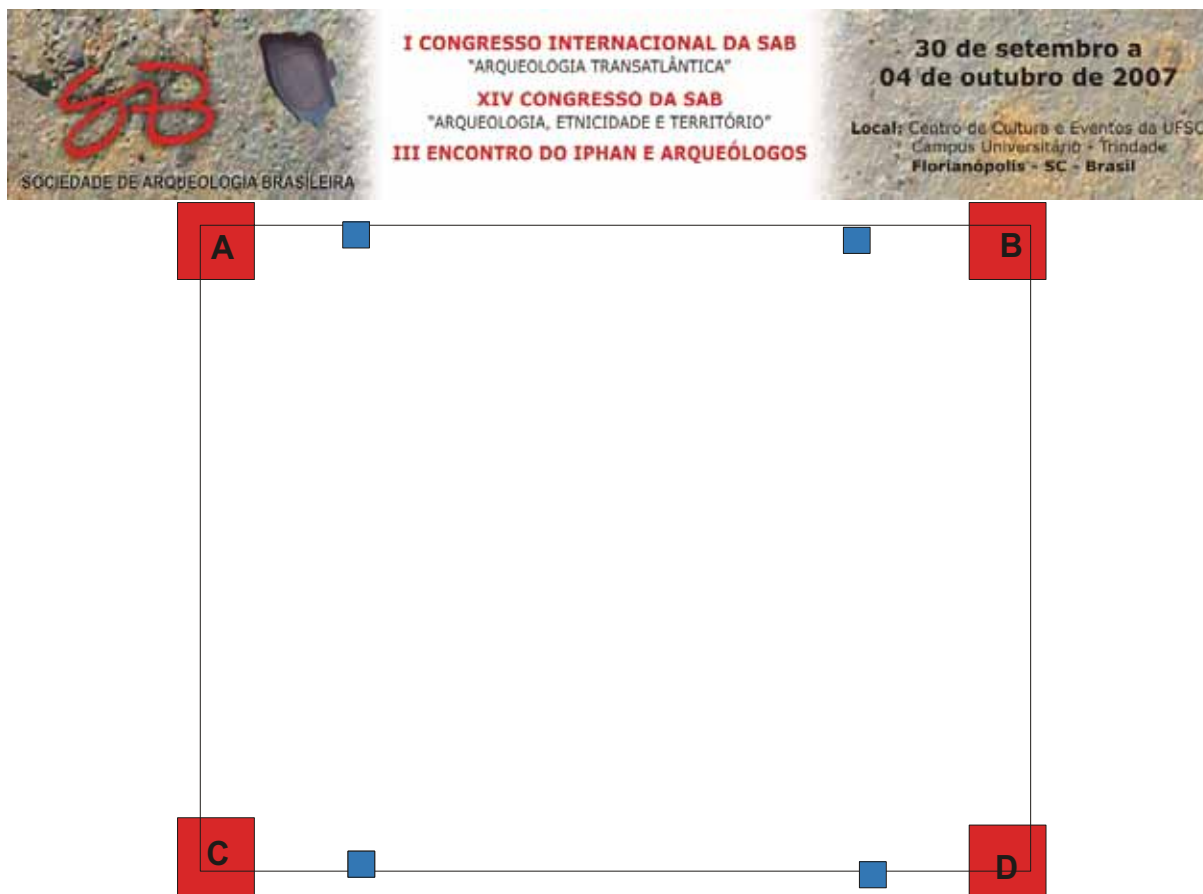 SAB
SOCIEDADE DE ARQUEOLOGIA BRASILEIRA
I CONGRESSO INTERNACIONAL DA SAB
"ARQUEOLOGIA TRANSATLÂNTICA"
XIV CONGRESSO DA SAB
"ARQUEOLOGIA, ETNICIDADE E TERRITÓRIO"
III ENCONTRO DO IPHAN E ARQUEÓLOGOS
30 de setembro a
04 de outubro de 2007
Local: Centro de Cultura e Eventos da UFSC
Campus Universitário - Trindade
Florianópolis - SC - Brasil
A
B
C
D